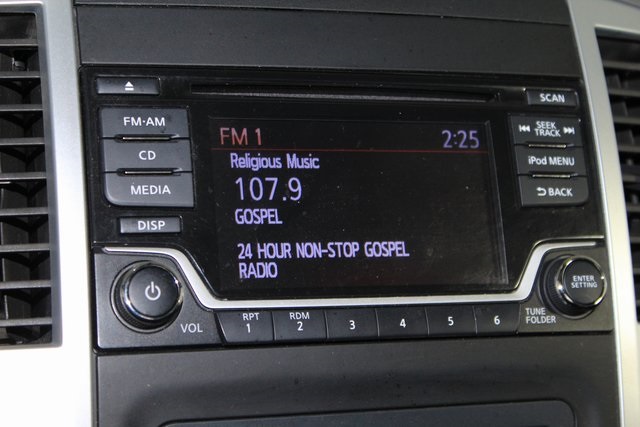 SCAN
FM·AM
CD
MEDIA
DISP
FM 1 2:25
Religious Music
107.9
GOSPEL
24 HOUR NON-STOP GOSPEL
RADIO
SEEK
TRACK
iPod MENU
BACK
VOL
RPT
1
RDM
2
3
4
5
6
TUNE
FOLDER
ENTER
SETTING